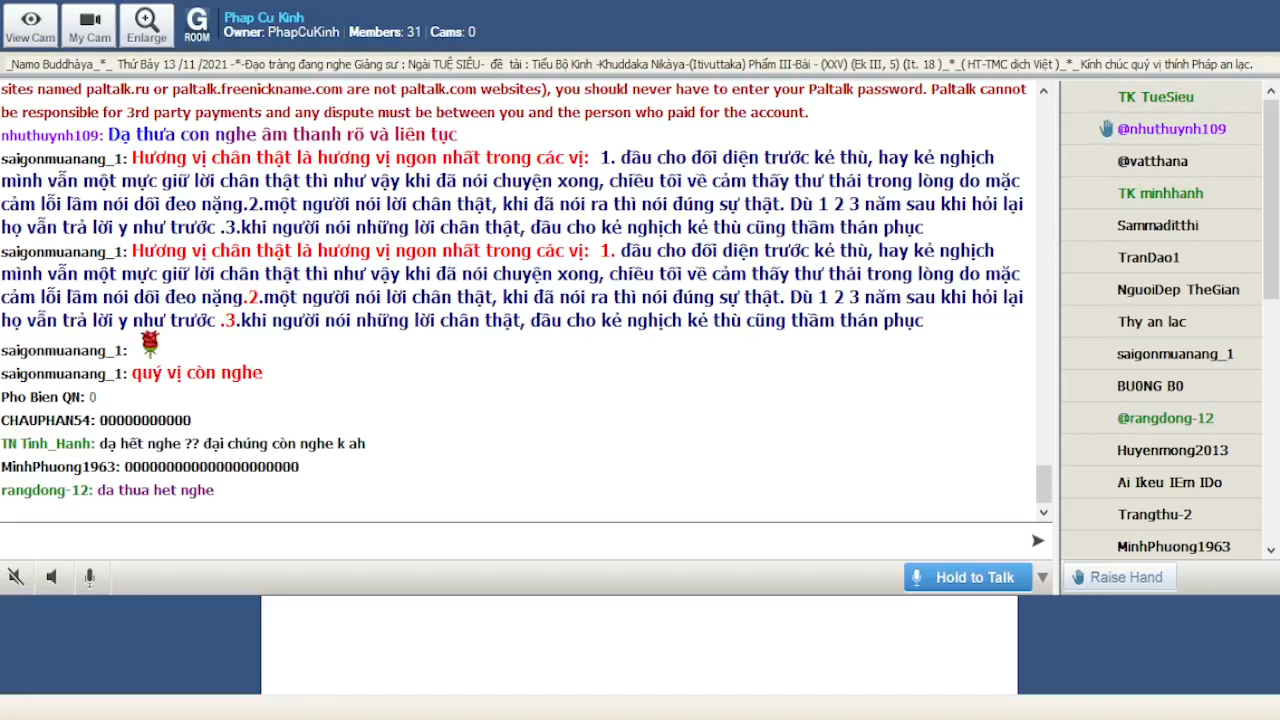 View Cam
My Cam
Enlarge
G
ROOM
Phap Cu Kinh
Owner: PhapCuKinh | Members: 31 | Cams: 0
_Namo Buddhàya_*_ Thứ Bảy 13 /11 /2021 -*-Đạo tràng đang nghe Giảng sư : Ngài TUỆ SIÊU- đề tài : Tiểu Bộ Kinh -Khuddaka Nikàya-(Itivuttaka) Phẩm III-Bài - (XXV) (Ek III, 5) (It. 18 )_*_( HT-TMC dịch Việt )_*_Kính chúc quý vị thính Pháp an lạc.
sites named paltalk.ru or paltalk.freenickname.com are not paltalk.com websites), you should never have to enter your Paltalk password. Paltalk cannot
be responsible for 3rd party payments and any dispute must be between you and the person who paid for the account.
nhuthuynh109: Dạ thưa con nghe âm thanh rõ và liên tục
saigonmuanang_1: Hương vị chân thật là hương vị ngon nhất trong các vị: 1. dầu cho đối diện trước kẻ thù, hay kẻ nghịch
mình vẫn một mực giữ lời chân thật thì như vậy khi đã nói chuyện xong, chiều tối về cảm thấy thư thái trong lòng do mặc
cảm lỗi lầm nói dối đeo nặng.2.một người nói lời chân thật, khi đã nói ra thì nói đúng sự thật. Dù 1 2 3 năm sau khi hỏi lại
họ vẫn trả lời y như trước .3.khi người nói những lời chân thật, dầu cho kẻ nghịch kẻ thù cũng thầm thán phục
saigonmuanang_1: Hương vị chân thật là hương vị ngon nhất trong các vị: 1. dầu cho đối diện trước kẻ thù, hay kẻ nghịch
mình vẫn một mực giữ lời chân thật thì như vậy khi đã nói chuyện xong, chiều tối về cảm thấy thư thái trong lòng do mặc
cảm lỗi lầm nói dối đeo nặng.2.một người nói lời chân thật, khi đã nói ra thì nói đúng sự thật. Dù 1 2 3 năm sau khi hỏi lại
họ vẫn trả lời y như trước .3.khi người nói những lời chân thật, dầu cho kẻ nghịch kẻ thù cũng thầm thán phục
saigonmuanang_1:
saigonmuanang_1: quý vị còn nghe
Pho Bien QN: 0
CHAUPHAN54: 00000000000
TN Tinh_Hanh: dạ hết nghe ?? đại chúng còn nghe k ah
MinhPhuong1963: 000000000000000000000
rangdong-12: da thua het nghe
TK TueSieu
@nhuthuynh109
@vatthana
TK minhhanh
Sammaditthi
TranDao1
NguoiDep TheGian
Thy an lac
saigonmuanang_1
BU0NG B0
@rangdong-12
Huyenmong2013
Ai Ikeu IEm IDo
Trangthu-2
MinhPhuong1963
Hold to Talk
Raise Hand